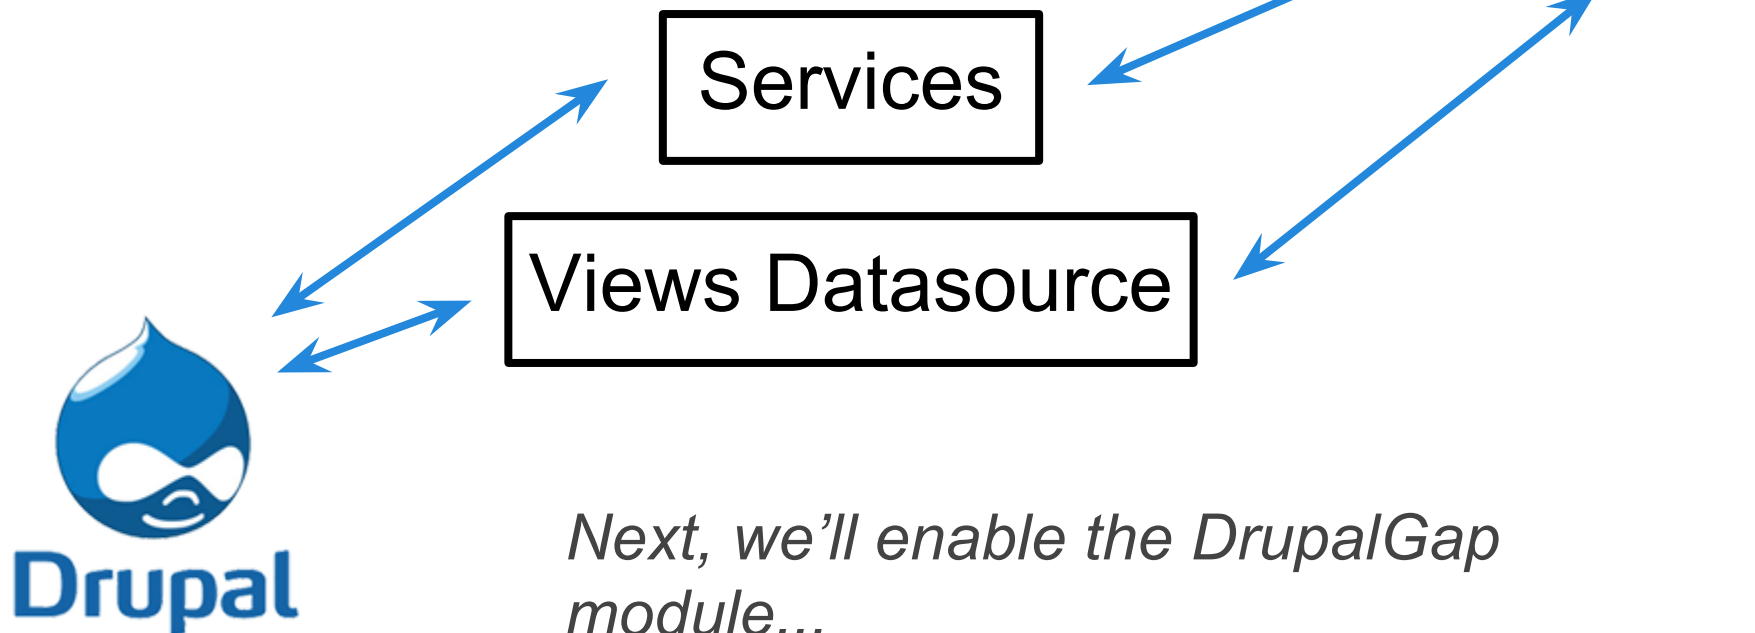 Services
Views Datasource
Drupal
Next, we’ll enable the DrupalGap
module...